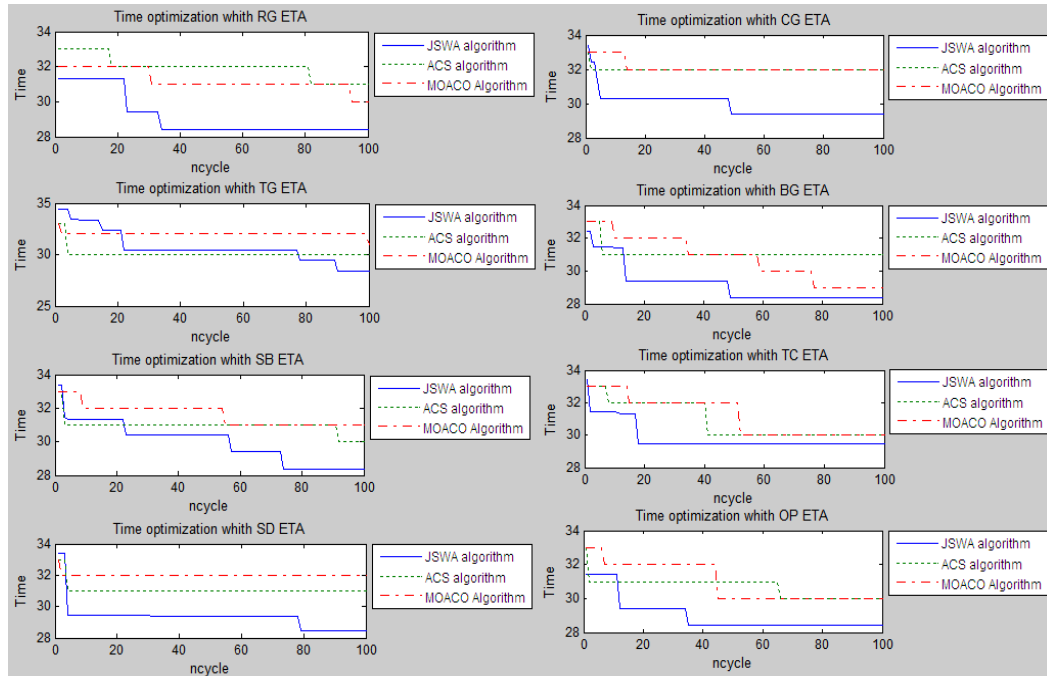 Time optimization whith RG ETA
34
32
30
28
Time
0
20
40
60
80
100
ncycle
JSWA algorithm
ACS algorithm
MOACO Algorithm
Time optimization whith CG ETA
34
32
30
28
Time
0
20
40
60
80
100
ncycle
JSWA algorithm
ACS algorithm
MOACO Algorithm
Time optimization whith TG ETA
35
30
25
Time
0
20
40
60
80
100
ncycle
JSWA algorithm
ACS algorithm
MOACO Algorithm
Time optimization whith BG ETA
34
32
30
28
Time
0
20
40
60
80
100
ncycle
JSWA algorithm
ACS algorithm
MOACO Algorithm
Time optimization whith SB ETA
34
32
30
28
Time
0
20
40
60
80
100
ncycle
JSWA algorithm
ACS algorithm
MOACO Algorithm
Time optimization whith TC ETA
34
32
30
28
Time
0
20
40
60
80
100
ncycle
JSWA algorithm
ACS algorithm
MOACO Algorithm
Time optimization whith SD ETA
34
32
30
28
Time
0
20
40
60
80
100
ncycle
JSWA algorithm
ACS algorithm
MOACO Algorithm
Time optimization whith OP ETA
34
32
30
28
Time
0
20
40
60
80
100
ncycle
JSWA algorithm
ACS algorithm
MOACO Algorithm